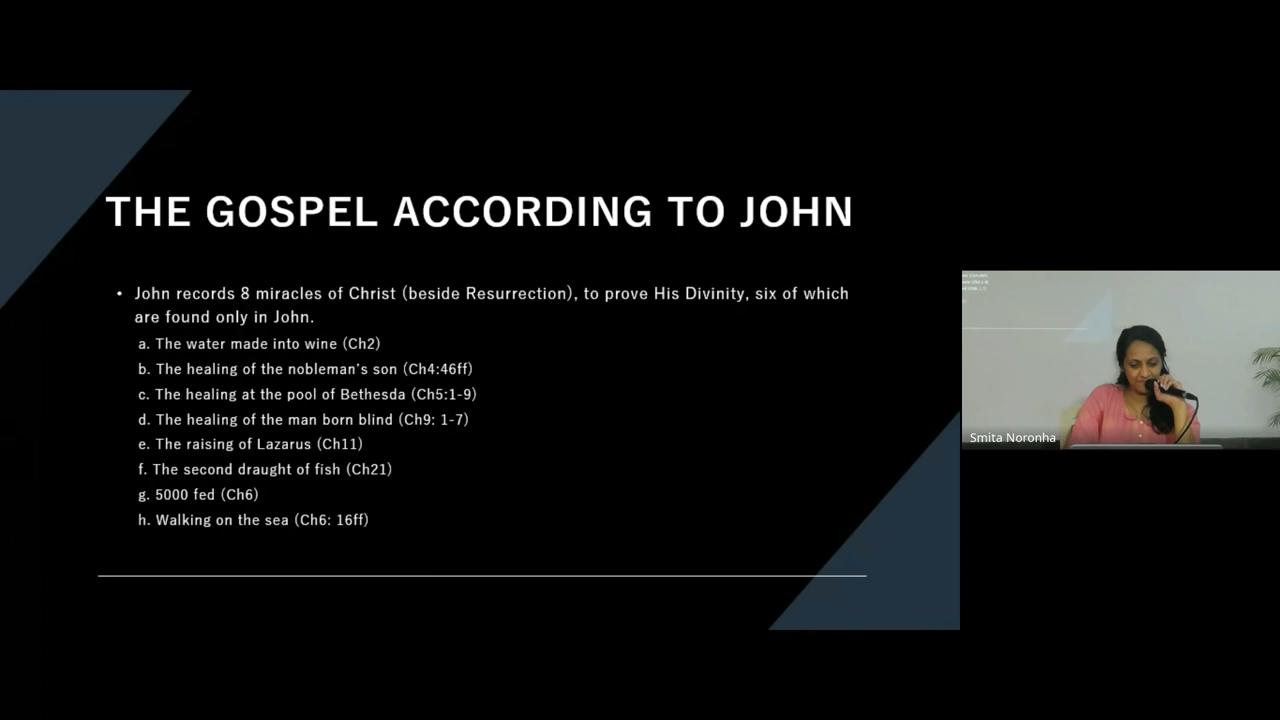 THE GOSPEL ACCORDING TO JOHN
• John records 8 miracles of Christ (beside Resurrection), to prove His Divinity, six of which
are found only in John.
a. The water made into wine (Ch2)
b. The healing of the nobleman's son (Ch4:46ff)
c. The healing at the pool of Bethesda (Ch5:1-9)
d. The healing of the man born blind (Ch9: 1-7)
e. The raising of Lazarus (Ch11)
f. The second draught of fish (Ch21)
g. 5000 fed (Ch6)
h. Walking on the sea (Ch6: 16ff)
Smita Noronha